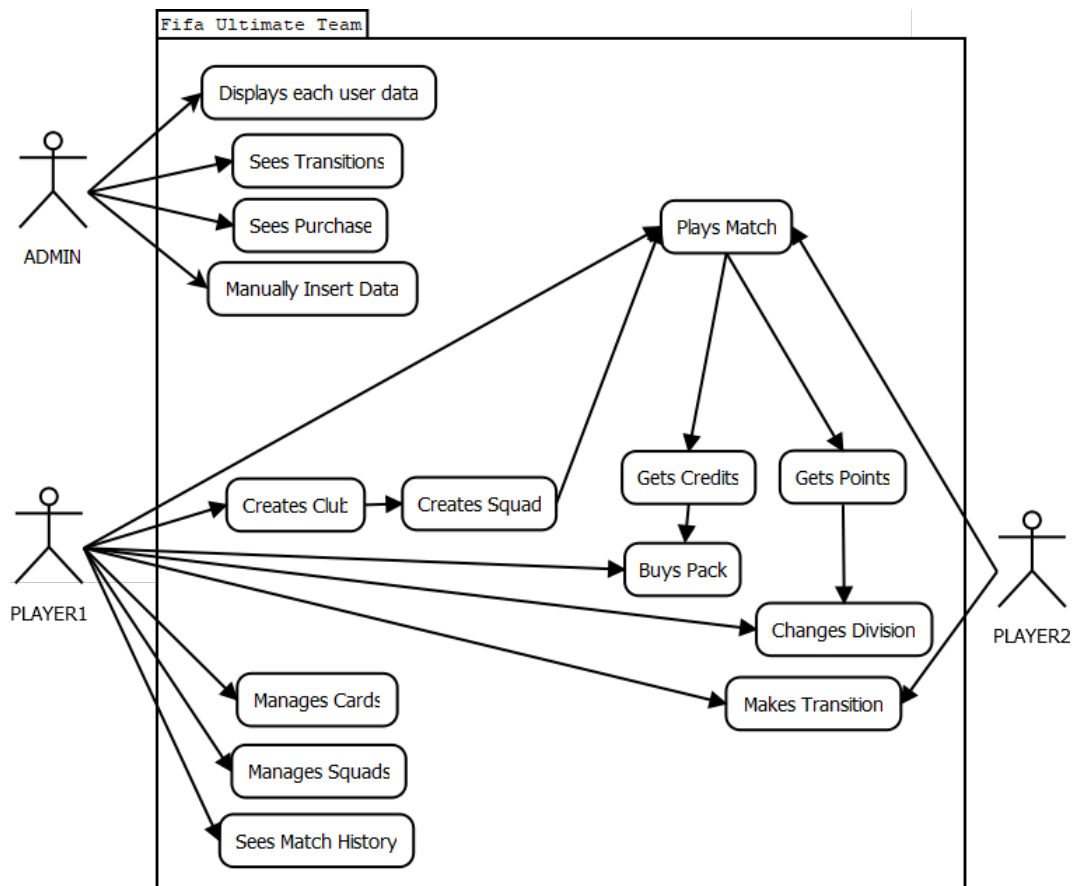 Fifa Ultimate Team
Displays each user data
Sees Transitions
Sees Purchase
Manually Insert Data
ADMIN
Plays Match
Gets Credits
Gets Points
Creates Club
Creates Squad
Buys Pack
Changes Division
Makes Transition
PLAYER1
PLAYER2
Manages Cards
Manages Squads
Sees Match History